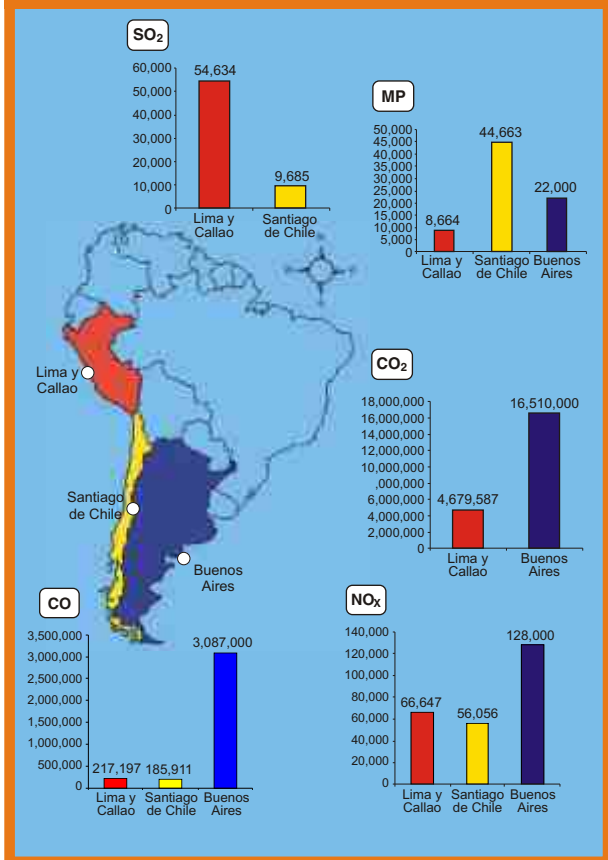 SO2
60,000
50,000
40,000
30,000
20,000
10,000
0
54,634
9,685
Lima y
Callao
Santiago
de Chile
MP
50,000
45,000
40,000
35,000
30,000
25,000
20,000
15,000
10,000
5,000
0
8,664
44,663
22,000
Lima y
Callao
Santiago
de Chile
Buenos
Aires
Lima y
Callao
Santiago
de Chile
Buenos
Aires
CO2
18,000,000
16,000,000
14,000,000
12,000,000
10,000,000
,000,000
6,000,000
4,000,000
2,000,000
0
4,679,587
16,510,000
Lima y
Callao
Buenos
Aires
CO
3,500,000
3,000,000
2,500,000
2,000,000
1,500,000
1,000,000
500,000
0
217,197
185,911
3,087,000
Lima y
Callao
Santiago
de Chile
Buenos
Aires
NOX
140,000
120,000
100,000
80,000
60,000
40,000
20,000
0
66,647
56,056
128,000
Lima y
Callao
Santiago
de Chile
Buenos
Aires